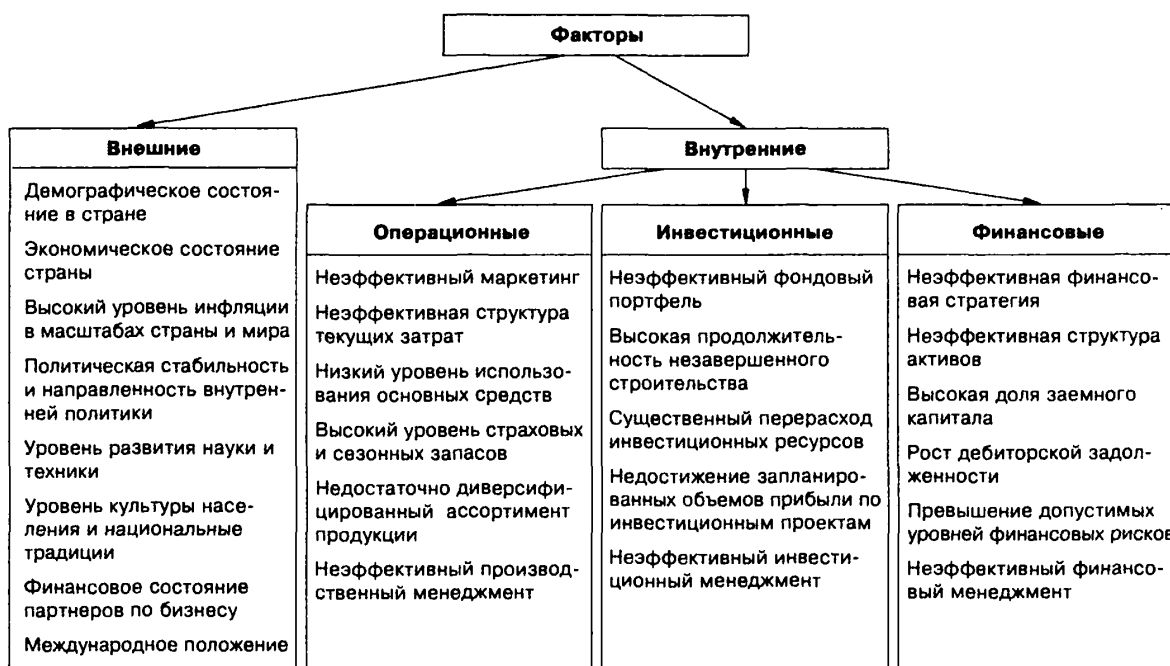 Факторы
Внешние
Демографическое состоя-
ние в стране
Экономическое состояние
страны
Высокий уровень инфляции
в масштабах страны и мира
Политическая стабильность
и направленность внутрен-
ней политики
Уровень развития науки и
техники
Уровень культуры насе-
ления и национальные
традиции
Финансовое состояние
партнеров по бизнесу
Международное положение
Внутренние
Операционные
Неэффективный маркетинг
Неэффективная структура
текущих затрат
Низкий уровень использо-
вания основных средств
Высокий уровень страховых
и сезонных запасов
Недостаточно диверсифи-
цированный ассортимент
продукции
Неэффективный производ-
ственный менеджмент
Инвестиционные
Неэффективный фондовый
портфель
Высокая продолжитель-
ность незавершенного
строительства
Существенный перерасход
инвестиционных ресурсов
Недостижение запланиро-
ванных объемов прибыли по
инвестиционным проектам
Неэффективный инвести-
ционный менеджмент
Финансовые
Неэффективная финансо-
вая стратегия
Неэффективная структура
активов
Высокая доля заемного
капитала
Рост дебиторской задол-
женности
Превышение допустимых
уровней финансовых рисков
Неэффективный финансо-
вый менеджмент